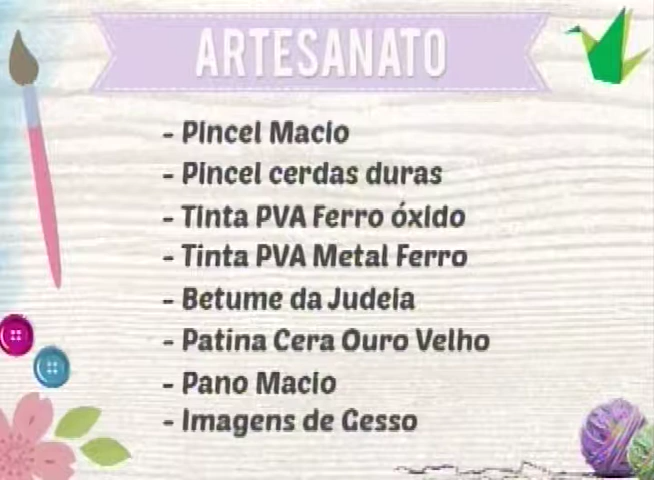 ARTESANATO
- Pincel Macio
- Pincel cerdas duras
- Tinta PVA Ferro óxido
- Tinta PVA Metal Ferro
- Betume da Judeia
- Patina Cera Ouro Velho
- Pano Macio
- Imagens de Gesso